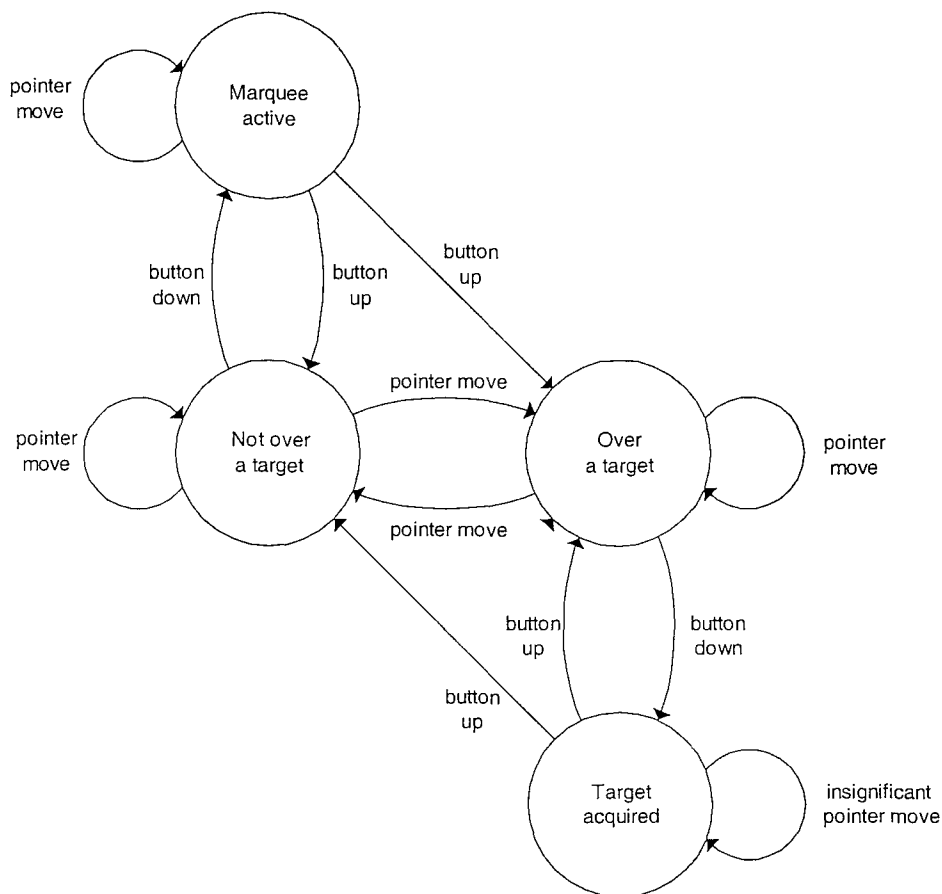 pointer
move
Marquee
active
button
up
button
down
button
up
pointer move
pointer
move
Not over
a target
Over
a target
pointer
move
pointer move
button
up
button
down
button
up
Target
acquired
insignificant
pointer move